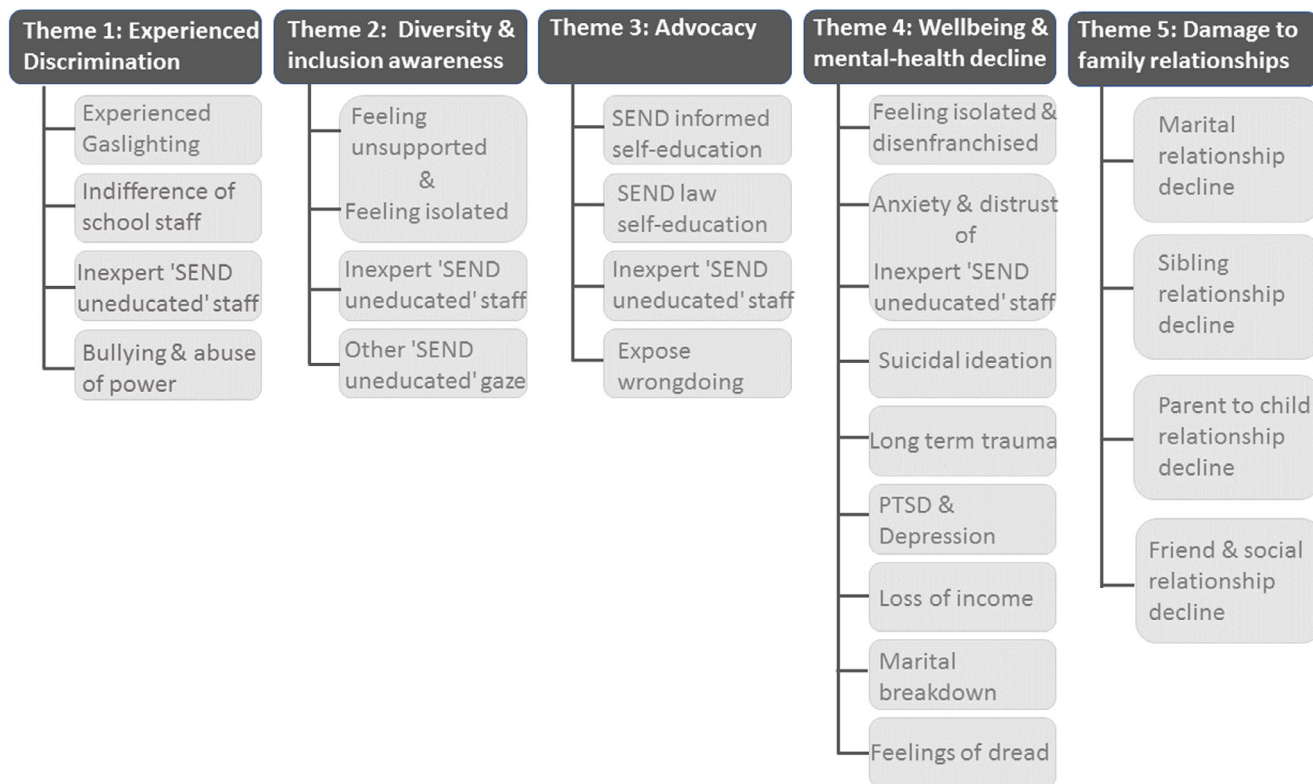 Theme 1: Experienced
Discrimination
Experienced
Gaslighting
Indifference of
school staff
Inexpert 'SEND
uneducated' staff
Bullying & abuse
of power
Theme 2:  Diversity &
inclusion awareness
Feeling
unsupported
&
Feeling isolated
Inexpert 'SEND
uneducated' staff
Other 'SEND
uneducated' gaze
Theme 3: Advocacy
SEND informed
self-education
SEND law
self-education
Inexpert 'SEND
uneducated' staff
Expose
wrongdoing
Theme 4: Wellbeing &
mental-health decline
Feeling isolated &
disenfranchised
Anxiety & distrust
of
Inexpert 'SEND
uneducated' staff
Suicidal ideation
Long term trauma
PTSD &
Depression
Loss of income
Marital
breakdown
Feelings of dread
Theme 5: Damage to
family relationships
Marital
relationship
decline
Sibling
relationship
decline
Parent to child
relationship
decline
Friend & social
relationship
decline